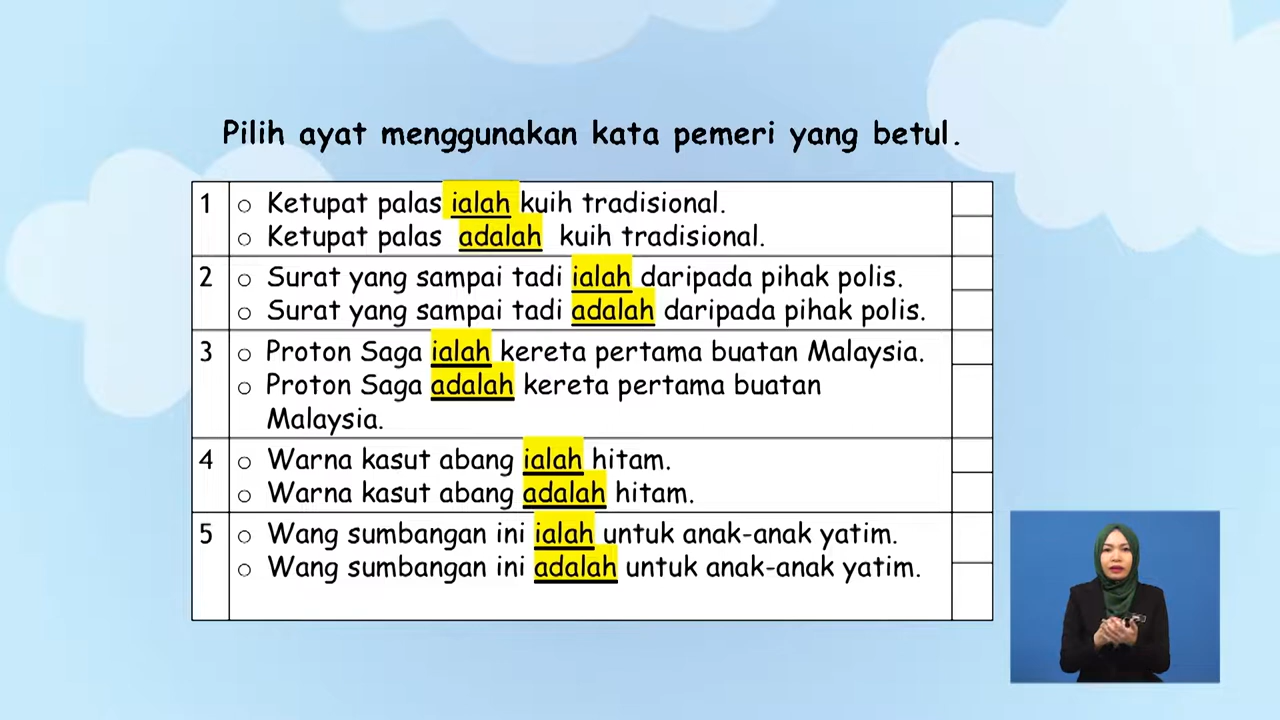 Pilih ayat menggunakan kata pemeri yang betul.
1 o Ketupat palas ialah kuih tradisional.
o Ketupat palas adalah kuih tradisional.
2 o Surat yang sampai tadi ialah daripada pihak polis.
o Surat yang sampai tadi adalah daripada pihak polis.
3 o Proton Saga ialah kereta pertama buatan Malaysia.
o Proton Saga adalah kereta pertama buatan
Malaysia.
4 o Warna kasut abang ialah hitam.
o Warna kasut abang adalah hitam.
5 o Wang sumbangan ini ialah untuk anak-anak yatim.
o Wang sumbangan ini adalah untuk anak-anak yatim.